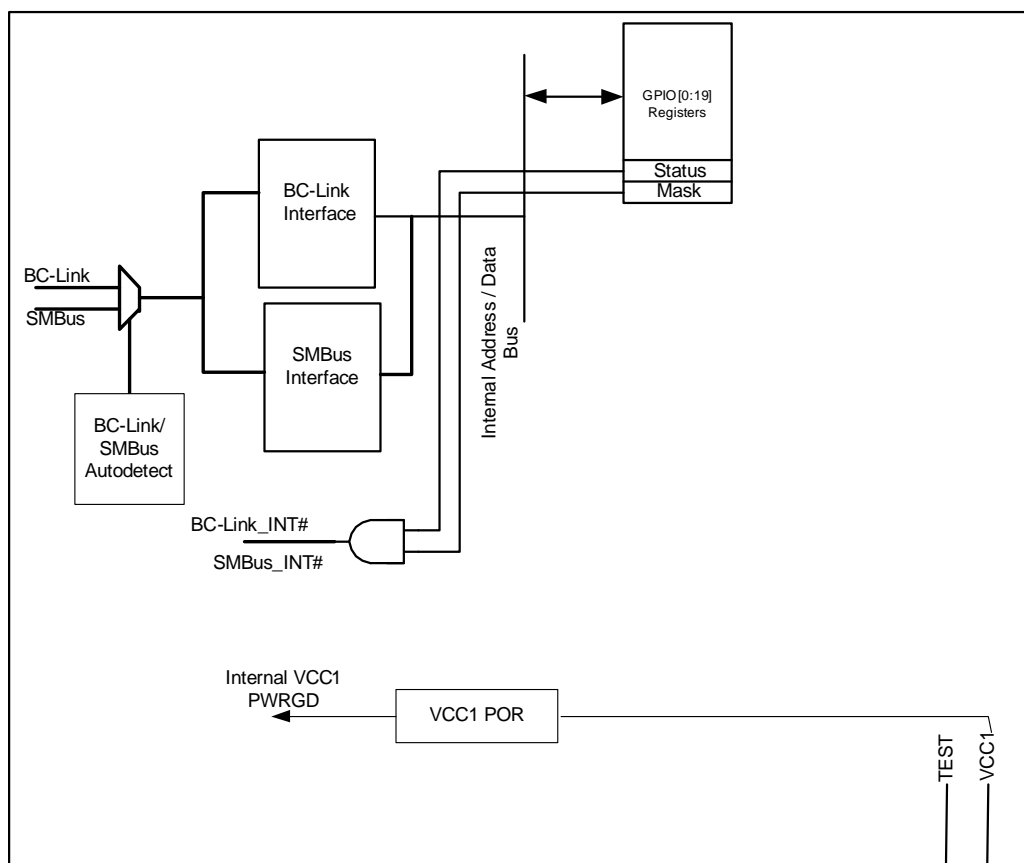 GPIO[0:19]
Registers
Status
Mask
BC-Link
Interface
BC-Link
SMBus
SMBus
Interface
Internal Address / Data
Bus
BC-Link/
SMBus
Autodetect
BC-Link_INT#
SMBus_INT#
Internal VCC1
PWRGD
VCC1 POR
TEST
VCC1